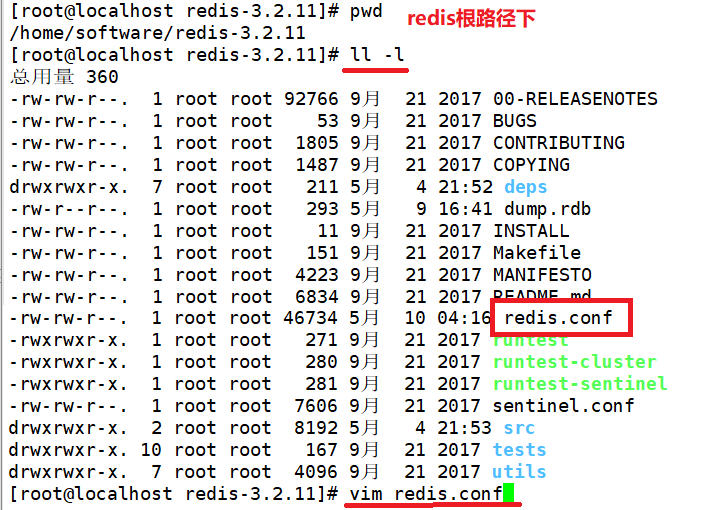 [root@localhost redis-3.2.11]# pwd redis根路径下
/home/software/redis-3.2.11
[root@localhost redis-3.2.11]# ll -l
总用量 360
-rw-rw-r--. 1 root root 92766 9月 21 2017 00-RELEASENOTES
-rw-rw-r--. 1 root root 53 9月 21 2017 BUGS
-rw-rw-r--. 1 root root 1805 9月 21 2017 CONTRIBUTING
-rw-rw-r--. 1 root root 1487 9月 21 2017 COPYING
drwxrwxr-x. 7 root root 211 5月 4 21:52 deps
-rw-r--r--. 1 root root 293 5月 9 16:41 dump.rdb
-rw-rw-r--. 1 root root 11 9月 21 2017 INSTALL
-rw-rw-r--. 1 root root 151 9月 21 2017 Makefile
-rw-rw-r--. 1 root root 4223 9月 21 2017 MANIFESTO
-rw-rw-r--. 1 root root 6834 9月 21 2017 README.md
-rw-rw-r--. 1 root root 46734 5月 10 04:16 redis.conf
-rwxrwxr-x. 1 root root 271 9月 21 2017 runtest
-rwxrwxr-x. 1 root root 280 9月 21 2017 runtest-cluster
-rwxrwxr-x. 1 root root 281 9月 21 2017 runtest-sentinel
-rw-rw-r--. 1 root root 7606 9月 21 2017 sentinel.conf
drwxrwxr-x. 2 root root 8192 5月 4 21:53 src
drwxrwxr-x. 10 root root 167 9月 21 2017 tests
drwxrwxr-x. 7 root root 4096 9月 21 2017 utils
[root@localhost redis-3.2.11]# vim redis.conf